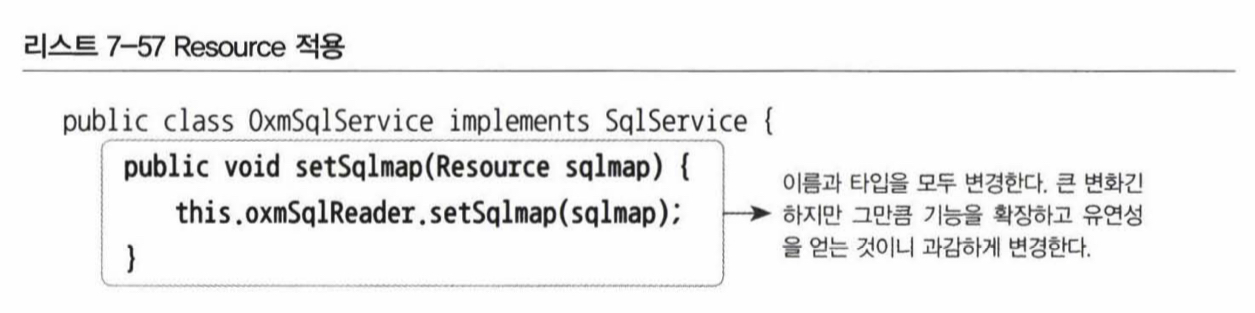 리스트 7-57 Resource 적용
public class OxmSqlService implements SqlService {
public void setSqlmap(Resource sqlmap) {
this.oxmSqlReader.setSqlmap(sqlmap);
}
이름과 타입을 모두 변경한다. 큰 변화긴
하지만 그만큼 기능을 확장하고 유연성
을 얻는 것이니 과감하게 변경한다.